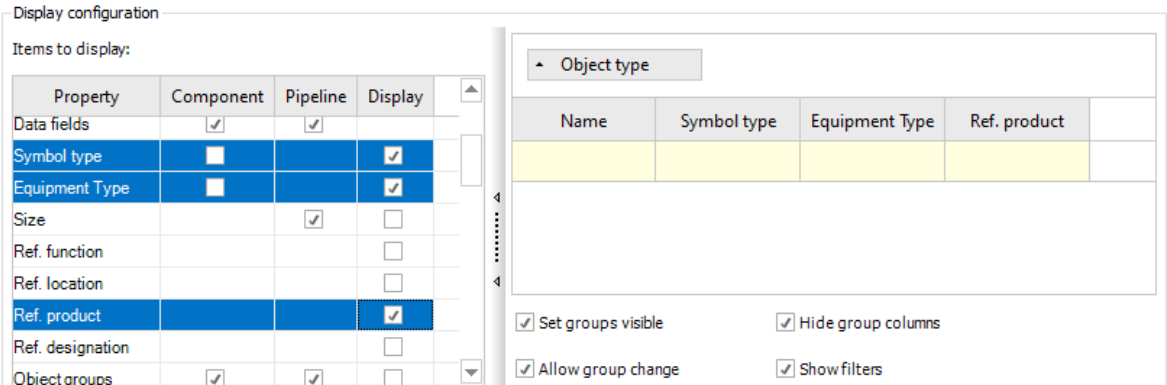 Display configuration
Items to display:
Property Component Pipeline Display
Data fields
Symbol type
Equipment Type
Size
Ref. function
Ref. location
Ref. product
Ref. designation
Object groups
Object type
Name Symbol type Equipment Type Ref. product
Set groups visible Hide group columns
Allow group change Show filters